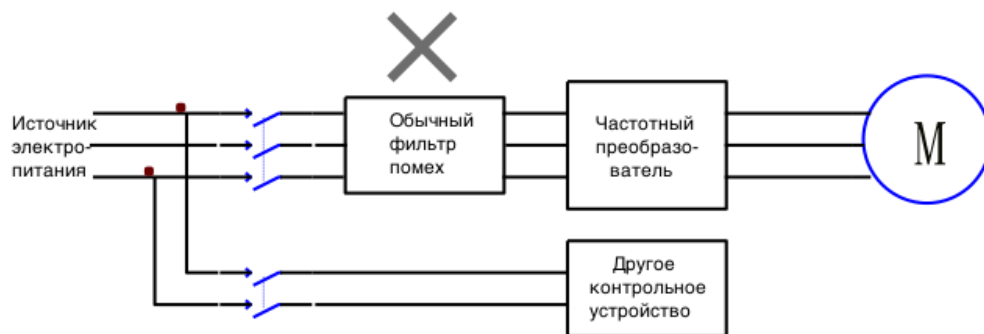 Источник
электро-
питания
Обычный
фильтр
помех
Частотный
преобразо-
ватель
M
Другое
контрольное
устройство